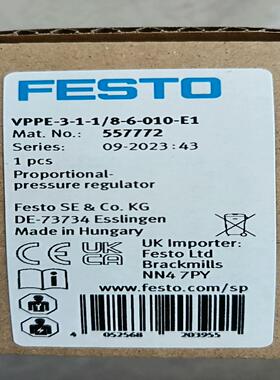 FESTO
VPPE-3-1-1/8-6-010-E1
Mat. No.: 557772
Series: 09-2023:43
1 pcs
Proportional-
pressure regulator
Festo SE & Co. KG
DE-73734 Esslingen
Made in Hungary
CE UK CA
UK Importer:
Festo Ltd
Brackmills
NN4 7PY
www.festo.com/sp
4 052568 203955